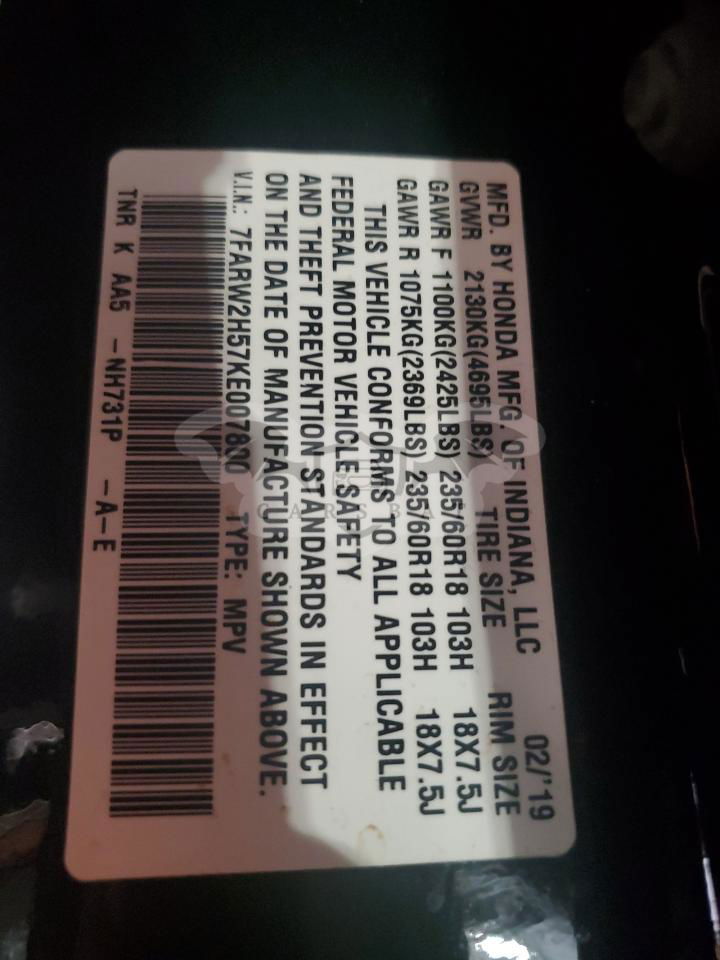 MFD. BY HONDA MFG. OF INDIANA, LLC 02/'19
GVWR 2130KG(4695LBS) TIRE SIZE RIM SIZE
GAWR F 1100KG(2425LBS) 235/60R18 103H 18X7.5J
GAWR R 1075KG(2369LBS) 235/60R18 103H 18X7.5J
THIS VEHICLE CONFORMS TO ALL APPLICABLE
FEDERAL MOTOR VEHICLE SAFETY
AND THEFT PREVENTION STANDARDS IN EFFECT
ON THE DATE OF MANUFACTURE SHOWN ABOVE.
V.I.N.: 7FARW2H57KE007800 TYPE: MPV
TNR K AA5 -NH731P -A-E